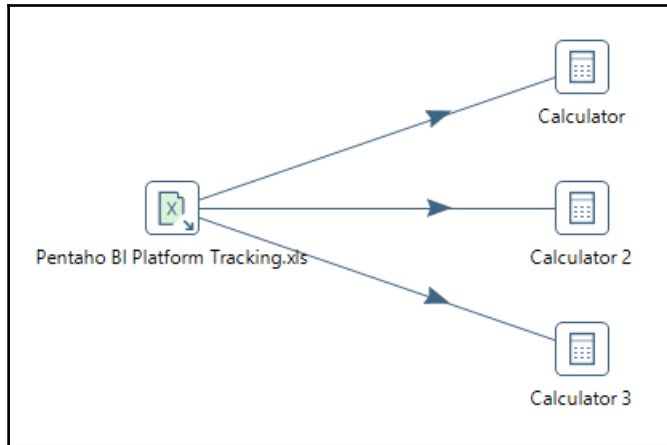 Calculator
Pentaho BI Platform Tracking.xls
Calculator 2
Calculator 3